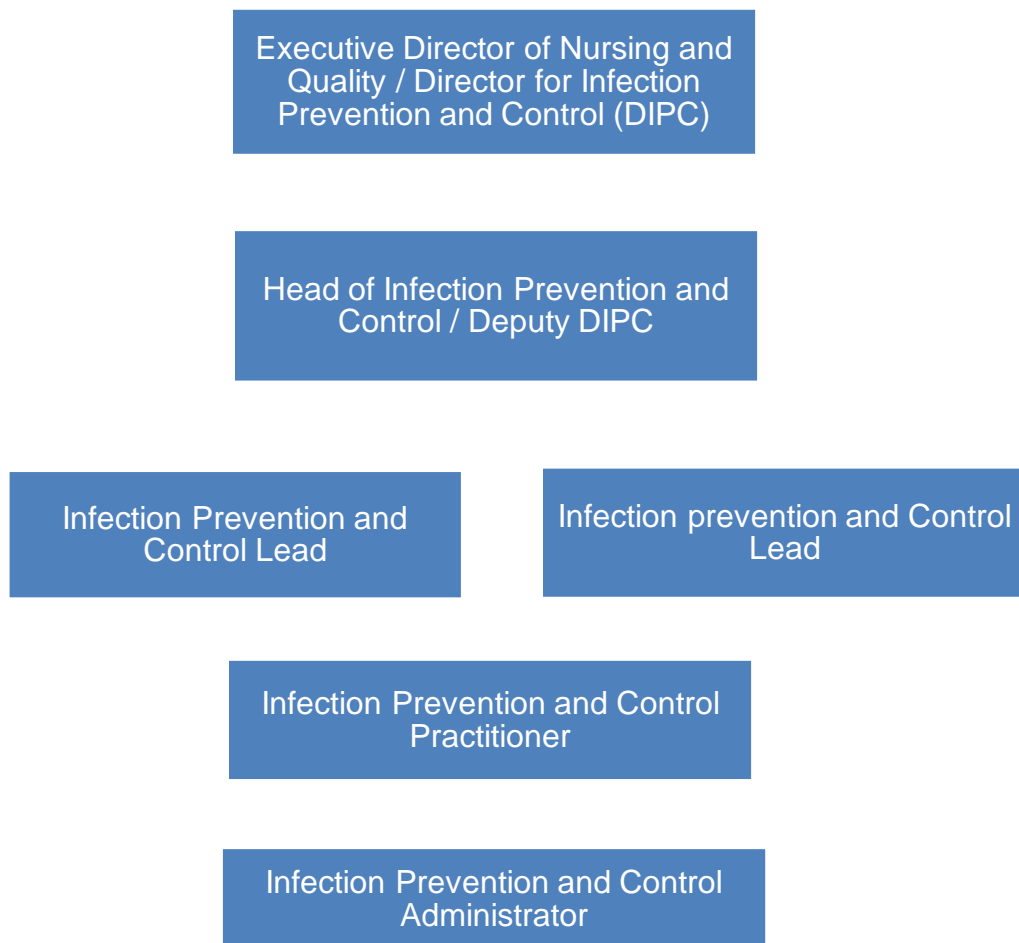 Executive Director of Nursing and
Quality / Director for Infection
Prevention and Control (DIPC)
Head of Infection Prevention and
Control / Deputy DIPC
Infection Prevention and
Control Lead
Infection prevention and Control
Lead
Infection Prevention and Control
Practitioner
Infection Prevention and Control
Administrator